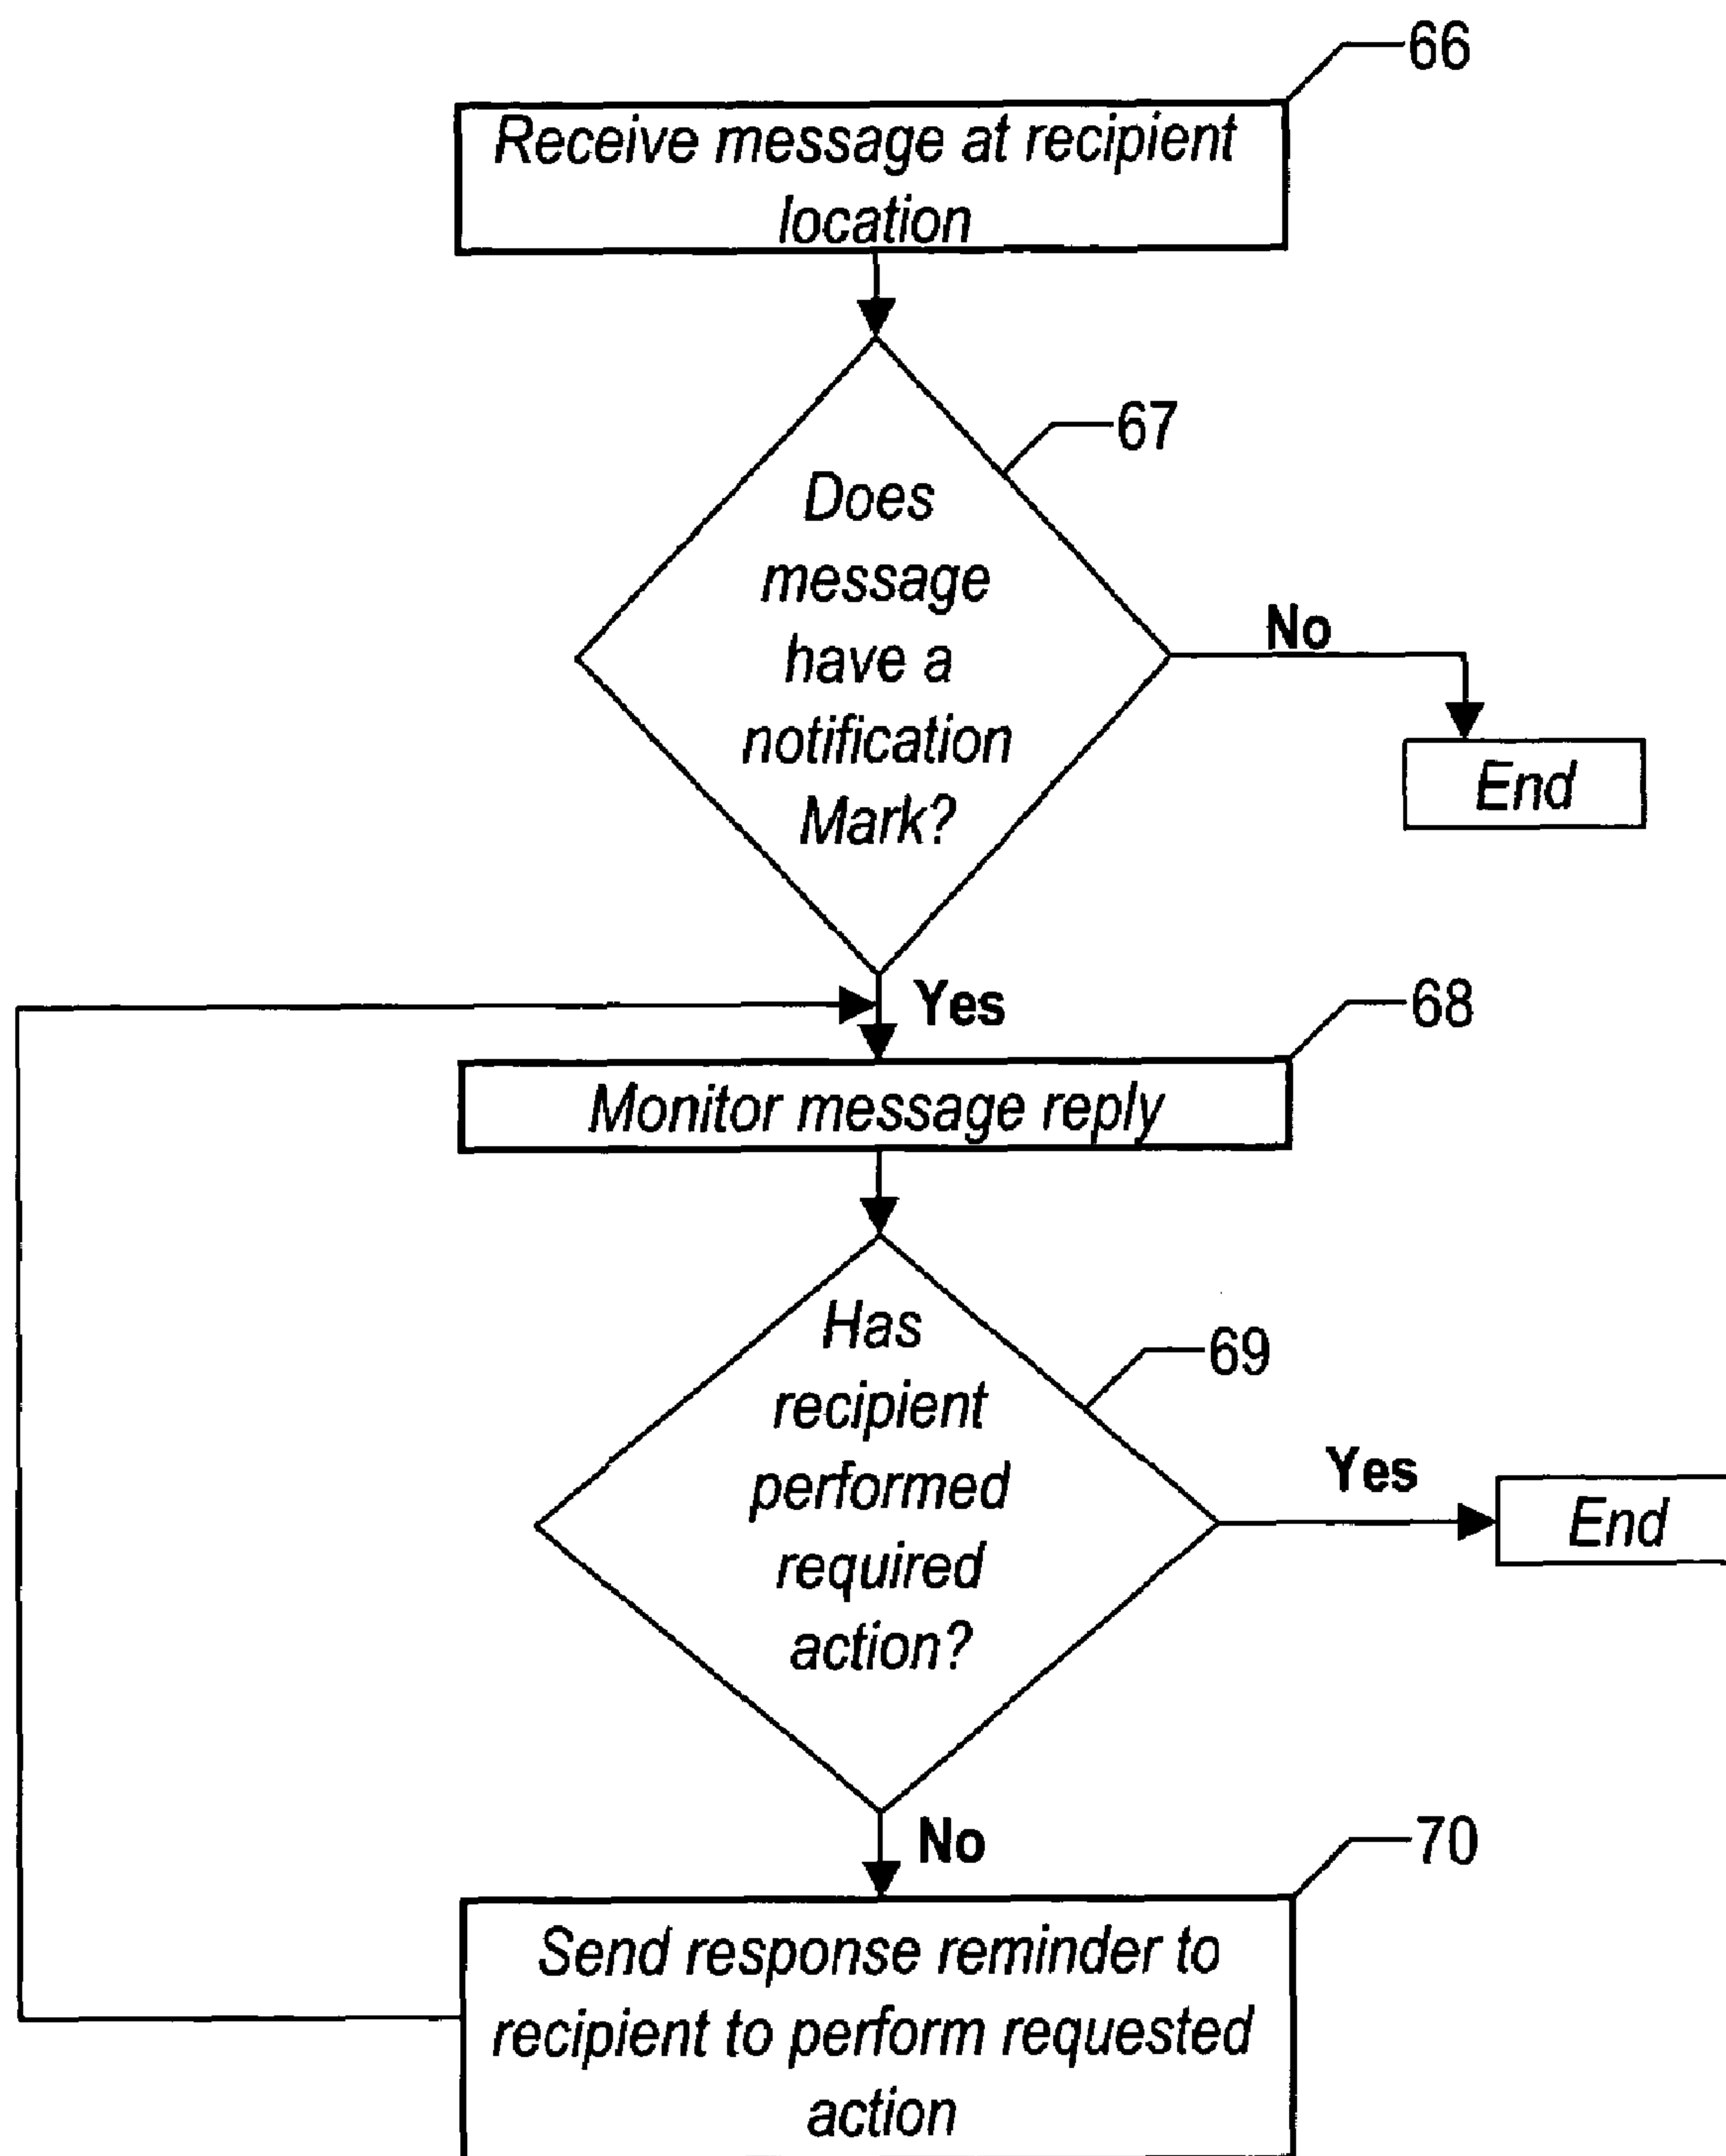 66
Receive message at recipient
location
67
Does
message
have a
notification
Mark?
No
End
Yes
68
Monitor message reply
Has
recipient
performed
required
action?
69
Yes
End
No
70
Send response reminder to
recipient to perform requested
action